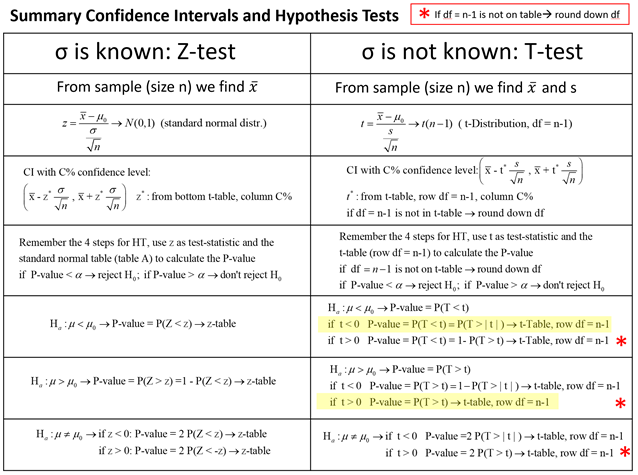 Summary Confidence Intervals and Hypothesis Tests
* If df = n-1 is not on table→ round down df
σ is known: Z-test
σ is not known: T-test
From sample (size n) we find x̄
From sample (size n) we find x̄ and s
z = (x̄ − μ₀)/(σ/√n) → N(0,1) (standard normal distr.)
t = (x̄ − μ₀)/(s/√n) → t(n−1) ( t-Distribution, df = n-1)
CI with C% confidence level:
(x̄ - z* σ/√n , x̄ + z* σ/√n) z* : from bottom t-table, column C%
CI with C% confidence level: (x̄ - t* s/√n , x̄ + t* s/√n)
t* : from t-table, row df = n-1, column C%
if df = n-1 is not in t-table → round down df
Remember the 4 steps for HT, use z as test-statistic and the
standard normal table (table A) to calculate the P-value
if P-value < α → reject H₀; if P-value > α → don't reject H₀
Remember the 4 steps for HT, use t as test-statistic and the
t-table (row df = n-1) to calculate the P-value
if df = n−1 is not on t-table → round down df
if P-value < α → reject H₀; if P-value > α → don't reject H₀
Hₐ : μ < μ₀ → P-value = P(Z < z) → z-table
Hₐ : μ < μ₀ → P-value = P(T < t)
if t<0 P-value = P(T < t) = P(T > | t | ) → t-Table, row df = n-1
if t > 0 P-value = P(T < t) = 1- P(T > t) → t-Table, row df = n-1 *
Hₐ : μ > μ₀ → P-value = P(Z > z) =1 - P(Z < z) → z-table
Hₐ : μ > μ₀ → P-value = P(T > t)
if t<0 P-value = P(T > t) = 1− P(T > | t | ) → t-table, row df = n-1
if t > 0 P-value = P(T > t) → t-table, row df = n-1 *
Hₐ : μ ≠ μ₀ → if z < 0: P-value = 2 P(Z < z) → z-table
if z > 0: P-value = 2 P(Z < -z) → z-table
Hₐ : μ ≠ μ₀ → if t<0 P-value =2 P(T > | t | ) → t-table, row df = n-1
if t > 0 P-value = 2 P(T > t) → t-table, row df = n-1 *